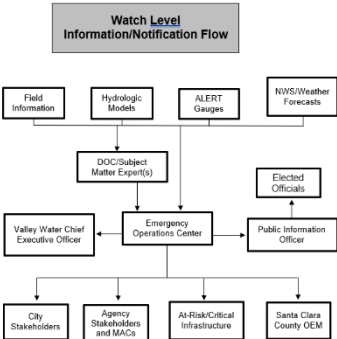 Watch Level
Information/Notification Flow
Field
Information
Hydrologic
Models
ALERT
Gauges
NWS/Weather
Forecasts
DOC/Subject
Matter Expert(s)
Elected
Officials
Valley Water Chief
Executive Officer
Emergency
Operations Center
Public Information
Officer
City
Stakeholders
Agency
Stakeholders
and MACs
At-Risk/Critical
Infrastructure
Santa Clara
County OEM